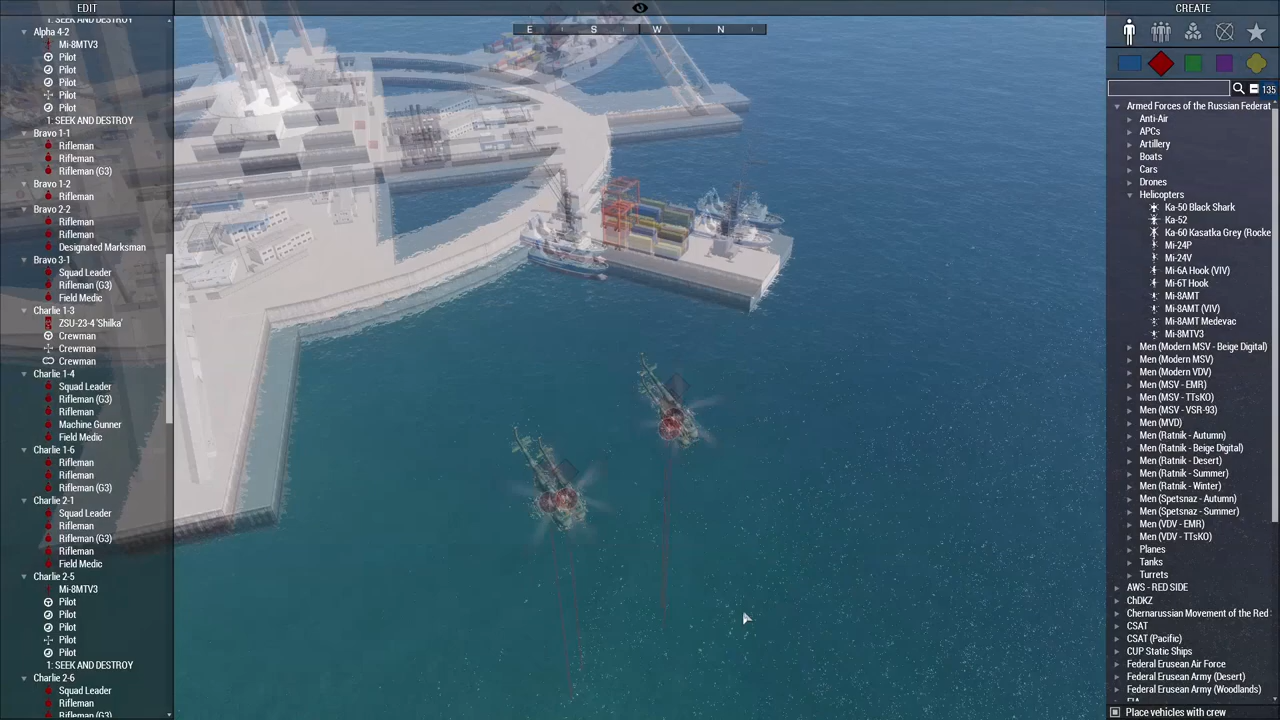 EDIT
1: SEEK AND DESTROY
Alpha 4-2
Mi-8MTV3
Pilot
Pilot
Pilot
Pilot
Pilot
1: SEEK AND DESTROY
Bravo 1-1
Rifleman
Rifleman
Rifleman (G3)
Bravo 1-2
Rifleman
Bravo 2-2
Rifleman
Rifleman
Designated Marksman
Bravo 3-1
Squad Leader
Rifleman (G3)
Field Medic
Charlie 1-3
ZSU-23-4 'Shilka'
Crewman
Crewman
Crewman
Charlie 1-4
Squad Leader
Rifleman (G3)
Rifleman
Machine Gunner
Field Medic
Charlie 1-6
Rifleman
Rifleman
Rifleman (G3)
Charlie 2-1
Squad Leader
Rifleman
Rifleman (G3)
Rifleman
Field Medic
Charlie 2-5
Mi-8MTV3
Pilot
Pilot
Pilot
Pilot
Pilot
1: SEEK AND DESTROY
Charlie 2-6
Squad Leader
Rifleman
Rifleman (G3)
E S W N
CREATE
135
Armed Forces of the Russian Federat
Anti-Air
APCs
Artillery
Boats
Cars
Drones
Helicopters
Ka-50 Black Shark
Ka-52
Ka-60 Kasatka Grey (Rocke
Mi-24P
Mi-24V
Mi-6A Hook (VIV)
Mi-6T Hook
Mi-8AMT
Mi-8AMT (VIV)
Mi-8AMT Medevac
Mi-8MTV3
Men (Modern MSV - Beige Digital)
Men (Modern MSV)
Men (Modern VDV)
Men (MSV - EMR)
Men (MSV - TTsKO)
Men (MSV - VSR-93)
Men (MVD)
Men (Ratnik - Autumn)
Men (Ratnik - Beige Digital)
Men (Ratnik - Desert)
Men (Ratnik - Summer)
Men (Ratnik - Winter)
Men (Spetsnaz - Autumn)
Men (Spetsnaz - Summer)
Men (VDV - EMR)
Men (VDV - TTsKO)
Planes
Tanks
Turrets
AWS - RED SIDE
ChDKZ
Chernarussian Movement of the Red
CSAT
CSAT (Pacific)
CUP Static Ships
Federal Erusean Air Force
Federal Erusean Army (Desert)
Federal Erusean Army (Woodlands)
Place vehicles with crew